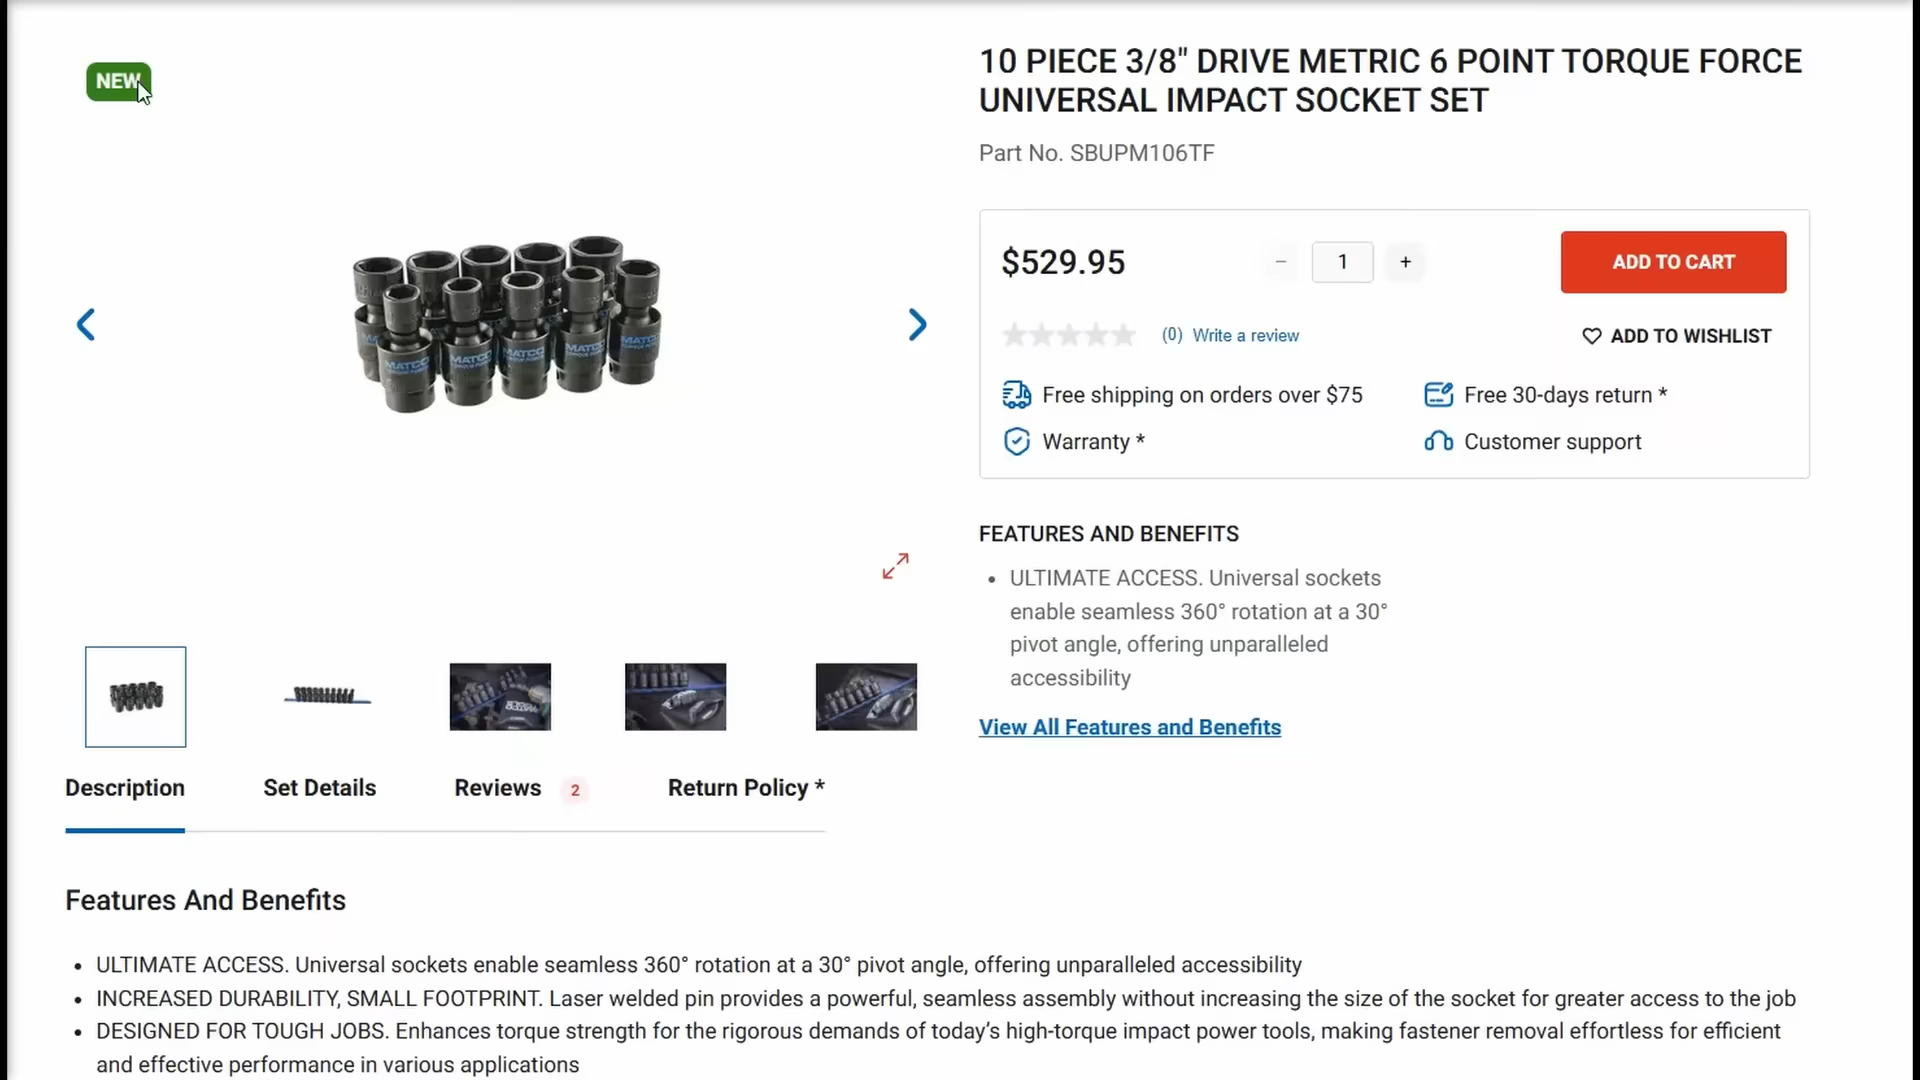 NEW
10 PIECE 3/8" DRIVE METRIC 6 POINT TORQUE FORCE
UNIVERSAL IMPACT SOCKET SET
Part No. SBUPM106TF
$529.95
− 1 +
ADD TO CART
(0) Write a review
ADD TO WISHLIST
Free shipping on orders over $75
Free 30-days return *
Warranty *
Customer support
MATCO MATCO MATCO MATCO MATCO
FEATURES AND BENEFITS
• ULTIMATE ACCESS. Universal sockets
enable seamless 360° rotation at a 30°
pivot angle, offering unparalleled
accessibility
View All Features and Benefits
Description Set Details Reviews 2 Return Policy *
Features And Benefits
• ULTIMATE ACCESS. Universal sockets enable seamless 360° rotation at a 30° pivot angle, offering unparalleled accessibility
• INCREASED DURABILITY, SMALL FOOTPRINT. Laser welded pin provides a powerful, seamless assembly without increasing the size of the socket for greater access to the job
• DESIGNED FOR TOUGH JOBS. Enhances torque strength for the rigorous demands of today’s high-torque impact power tools, making fastener removal effortless for efficient
and effective performance in various applications